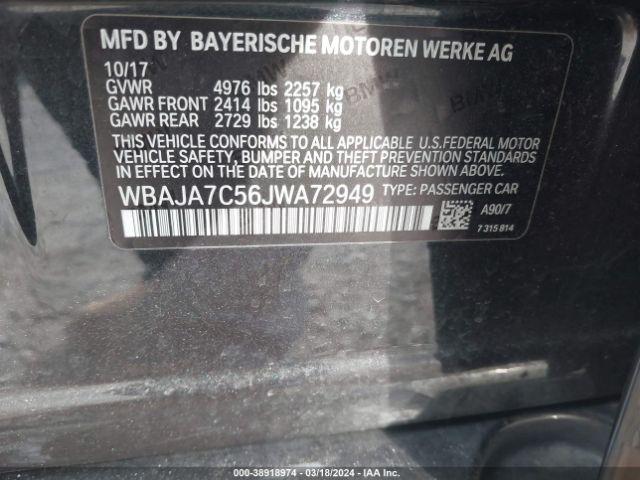 MFD BY BAYERISCHE MOTOREN WERKE AG
10/17
GVWR 4976 lbs 2257 kg
GAWR FRONT 2414 lbs 1095 kg
GAWR REAR 2729 lbs 1238 kg
THIS VEHICLE CONFORMS TO ALL APPLICABLE U.S.FEDERAL MOTOR
VEHICLE SAFETY, BUMPER AND THEFT PREVENTION STANDARDS
IN EFFECT ON THE DATE OF MANUFACTURE SHOWN ABOVE.
WBAJA7C56JWA72949 TYPE: PASSENGER CAR
A90/7
7 315 814
000-38918974 | 03/18/2024 | IAA Inc.